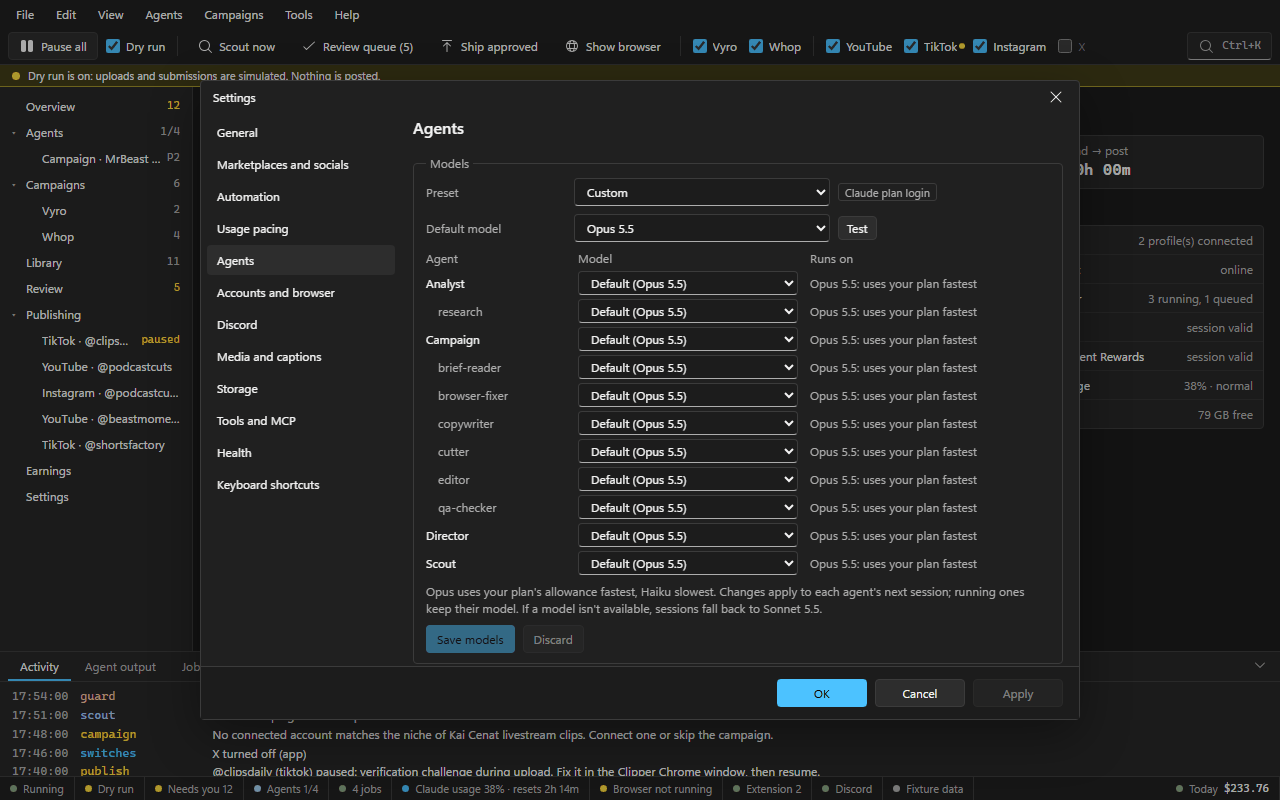 File Edit View Agents Campaigns Tools Help
Pause all Dry run Scout now Review queue (5) Ship approved Show browser Vyro Whop YouTube TikTok Instagram X Ctrl+K
Dry run is on: uploads and submissions are simulated. Nothing is posted.
Overview 12
Agents 1/4
Campaign · MrBeast ... P2
Campaigns 6
Vyro 2
Whop 4
Library 11
Review 5
Publishing
TikTok · @clips... paused
YouTube · @podcastcuts
Instagram · @podcastcu...
YouTube · @beastmome...
TikTok · @shortsfactory
Earnings
Settings
Settings
General
Marketplaces and socials
Automation
Usage pacing
Agents
Accounts and browser
Discord
Media and captions
Storage
Tools and MCP
Health
Keyboard shortcuts
Agents
Models
Preset Custom Claude plan login
Default model Opus 5.5 Test
Agent Model Runs on
Analyst Default (Opus 5.5) Opus 5.5: uses your plan fastest
research Default (Opus 5.5) Opus 5.5: uses your plan fastest
Campaign Default (Opus 5.5) Opus 5.5: uses your plan fastest
brief-reader Default (Opus 5.5) Opus 5.5: uses your plan fastest
browser-fixer Default (Opus 5.5) Opus 5.5: uses your plan fastest
copywriter Default (Opus 5.5) Opus 5.5: uses your plan fastest
cutter Default (Opus 5.5) Opus 5.5: uses your plan fastest
editor Default (Opus 5.5) Opus 5.5: uses your plan fastest
qa-checker Default (Opus 5.5) Opus 5.5: uses your plan fastest
Director Default (Opus 5.5) Opus 5.5: uses your plan fastest
Scout Default (Opus 5.5) Opus 5.5: uses your plan fastest
Opus uses your plan's allowance fastest, Haiku slowest. Changes apply to each agent's next session; running ones
keep their model. If a model isn't available, sessions fall back to Sonnet 5.5.
Save models Discard
OK Cancel Apply
→ post
0h 00m
2 profile(s) connected
online
3 running, 1 queued
session valid
ent Rewards session valid
38% · normal
79 GB free
Activity Agent output Job
17:54:00 guard
17:51:00 scout
17:48:00 campaign No connected account matches the niche of Kai Cenat livestream clips. Connect one or skip the campaign.
17:46:00 switches X turned off (app)
17:40:00 publish @clipsdaily (tiktok) paused: verification challenge during upload. Fix it in the Clipper Chrome window, then resume.
Running Dry run Needs you 12 Agents 1/4 4 jobs Claude usage 38% · resets 2h 14m Browser not running Extension 2 Discord Fixture data Today $233.76